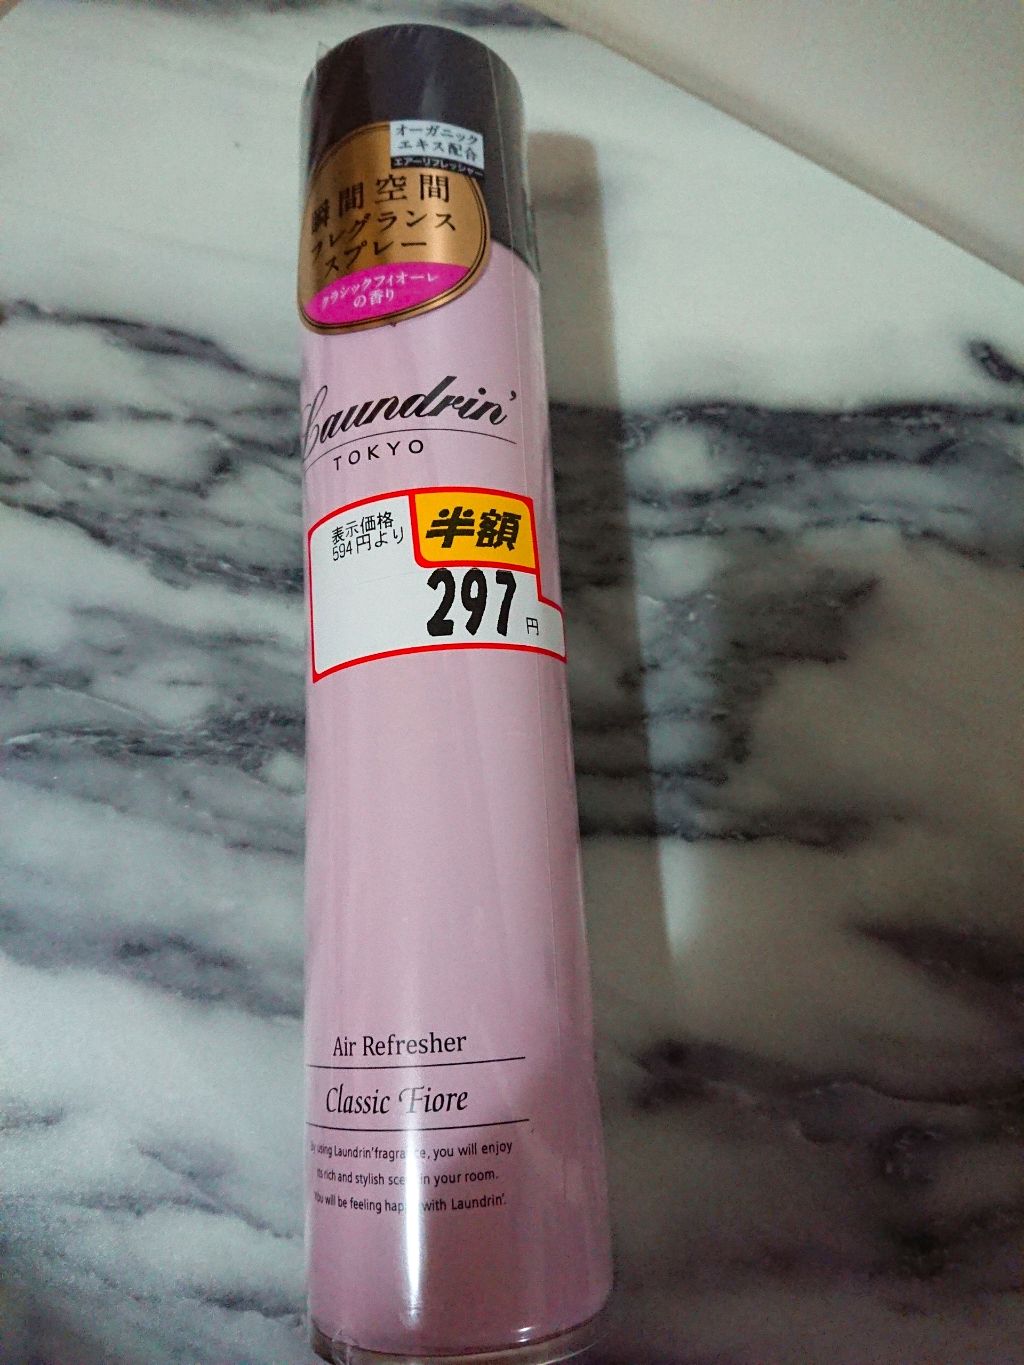 オーガニック
エキス配合
エアーリフレッシャー
瞬間空間
フレグランス
スプレー
クラシックフィオーレ
の香り
Laundrin'
TOKYO
表示価格
594円より
半額
297円
Air Refresher
Classic Fiore
By using Laundrin'fragrance, you will enjoy
its rich and stylish scent in your room.
You will be feeling happy with Laundrin'.